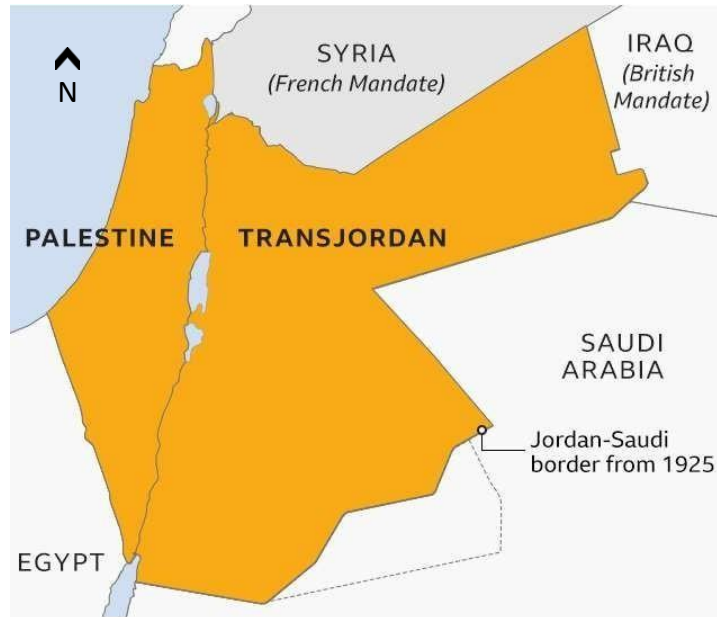 N
SYRIA
(French Mandate)
IRAQ
(British
Mandate)
PALESTINE
TRANSJORDAN
SAUDI
ARABIA
Jordan-Saudi
border from 1925
EGYPT